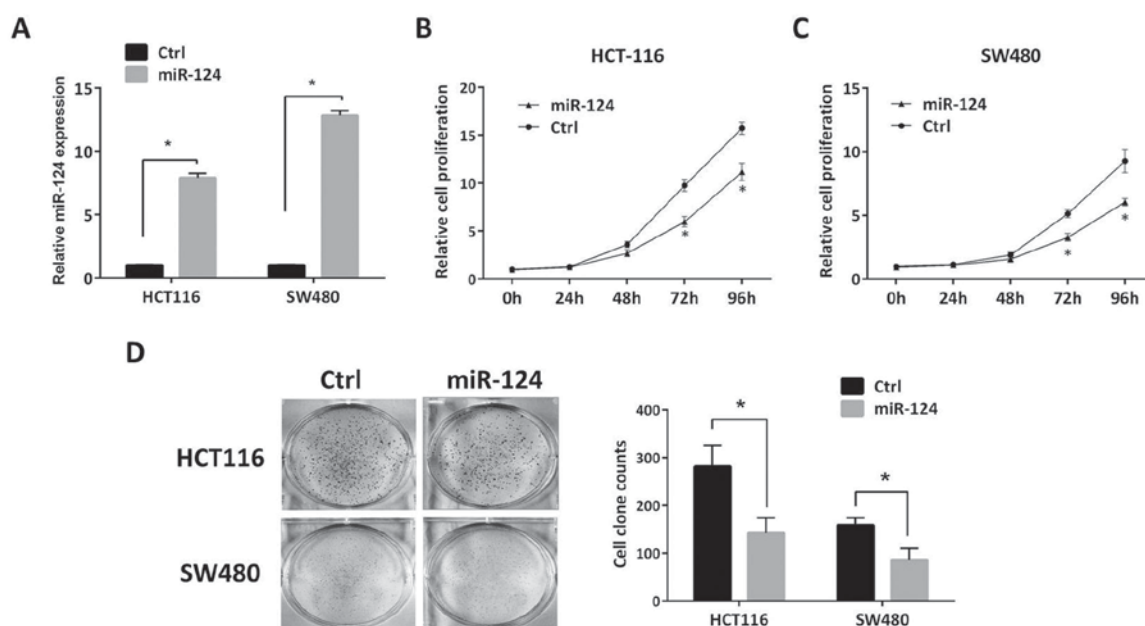 A
Ctrl
miR-124
Relative miR-124 expression
15
10
5
0
*
*
HCT116
SW480
B
HCT-116
Relative cell proliferation
20
15
10
5
0
miR-124
Ctrl
*
*
0h
24h
48h
72h
96h
C
SW480
Relative cell proliferation
15
10
5
0
miR-124
Ctrl
*
*
0h
24h
48h
72h
96h
D
Ctrl
miR-124
HCT116
SW480
Ctrl
miR-124
Cell clone counts
400
300
200
100
0
*
*
HCT116
SW480